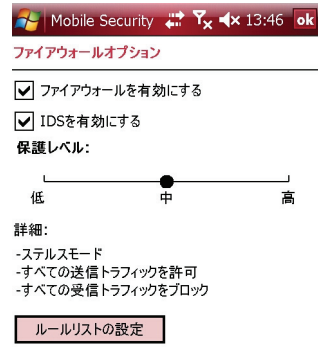 Mobile Security 13:46 ok
ファイアウォールオプション
ファイアウォールを有効にする
IDSを有効にする
保護レベル:
低 中 高
詳細:
-ステルスモード
-すべての送信トラフィックを許可
-すべての受信トラフィックをブロック
ルールリストの設定